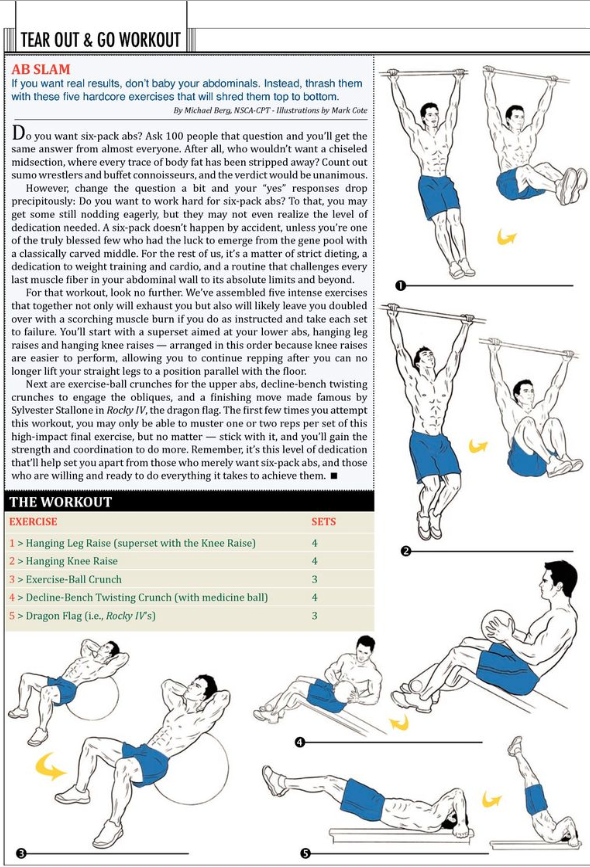 TEAR OUT & GO WORKOUT
AB SLAM
If you want real results, don't baby your abdominals. Instead, thrash them
with these five hardcore exercises that will shred them top to bottom.
By Michael Berg, NSCA-CPT - Illustrations by Mark Cote
Do you want six-pack abs? Ask 100 people that question and you'll get the
same answer from almost everyone. After all, who wouldn't want a chiseled
midsection, where every trace of body fat has been stripped away? Count out
sumo wrestlers and buffet connoisseurs, and the verdict would be unanimous.
However, change the question a bit and your "yes" responses drop
precipitously: Do you want to work hard for six-pack abs? To that, you may
get some still nodding eagerly, but they may not even realize the level of
dedication needed. A six-pack doesn't happen by accident, unless you're one
of the truly blessed few who had the luck to emerge from the gene pool with
a classically carved middle. For the rest of us, it's a matter of strict dieting, a
dedication to weight training and cardio, and a routine that challenges every
last muscle fiber in your abdominal wall to its absolute limits and beyond.
For that workout, look no further. We've assembled five intense exercises
that together not only will exhaust you but also will likely leave you doubled
over with a scorching muscle burn if you do as instructed and take each set
to failure. You'll start with a superset aimed at your lower abs, hanging leg
raises and hanging knee raises — arranged in this order because knee raises
are easier to perform, allowing you to continue repping after you can no
longer lift your straight legs to a position parallel with the floor.
Next are exercise-ball crunches for the upper abs, decline-bench twisting
crunches to engage the obliques, and a finishing move made famous by
Sylvester Stallone in Rocky IV, the dragon flag. The first few times you attempt
this workout, you may only be able to muster one or two reps per set of this
high-impact final exercise, but no matter — stick with it, and you'll gain the
strength and coordination to do more. Remember, it's this level of dedication
that'll help set you apart from those who merely want six-pack abs, and those
who are willing and ready to do everything it takes to achieve them. ■
THE WORKOUT
EXERCISE SETS
1 > Hanging Leg Raise (superset with the Knee Raise) 4
2 > Hanging Knee Raise 4
3 > Exercise-Ball Crunch 3
4 > Decline-Bench Twisting Crunch (with medicine ball) 4
5 > Dragon Flag (i.e., Rocky IV's) 3
1
2
4
3
5